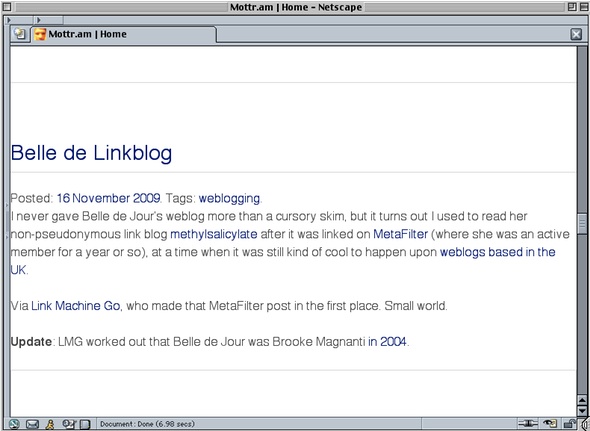 Mottr.am | Home - Netscape
Mottr.am | Home
Belle de Linkblog
Posted: 16 November 2009. Tags: weblogging.
I never gave Belle de Jour's weblog more than a cursory skim, but it turns out I used to read her
non-pseudonymous link blog methylsalicylate after it was linked on MetaFilter (where she was an active
member for a year or so), at a time when it was still kind of cool to happen upon weblogs based in the
UK.
Via Link Machine Go, who made that MetaFilter post in the first place. Small world.
Update: LMG worked out that Belle de Jour was Brooke Magnanti in 2004.
Document: Done (6.98 secs)